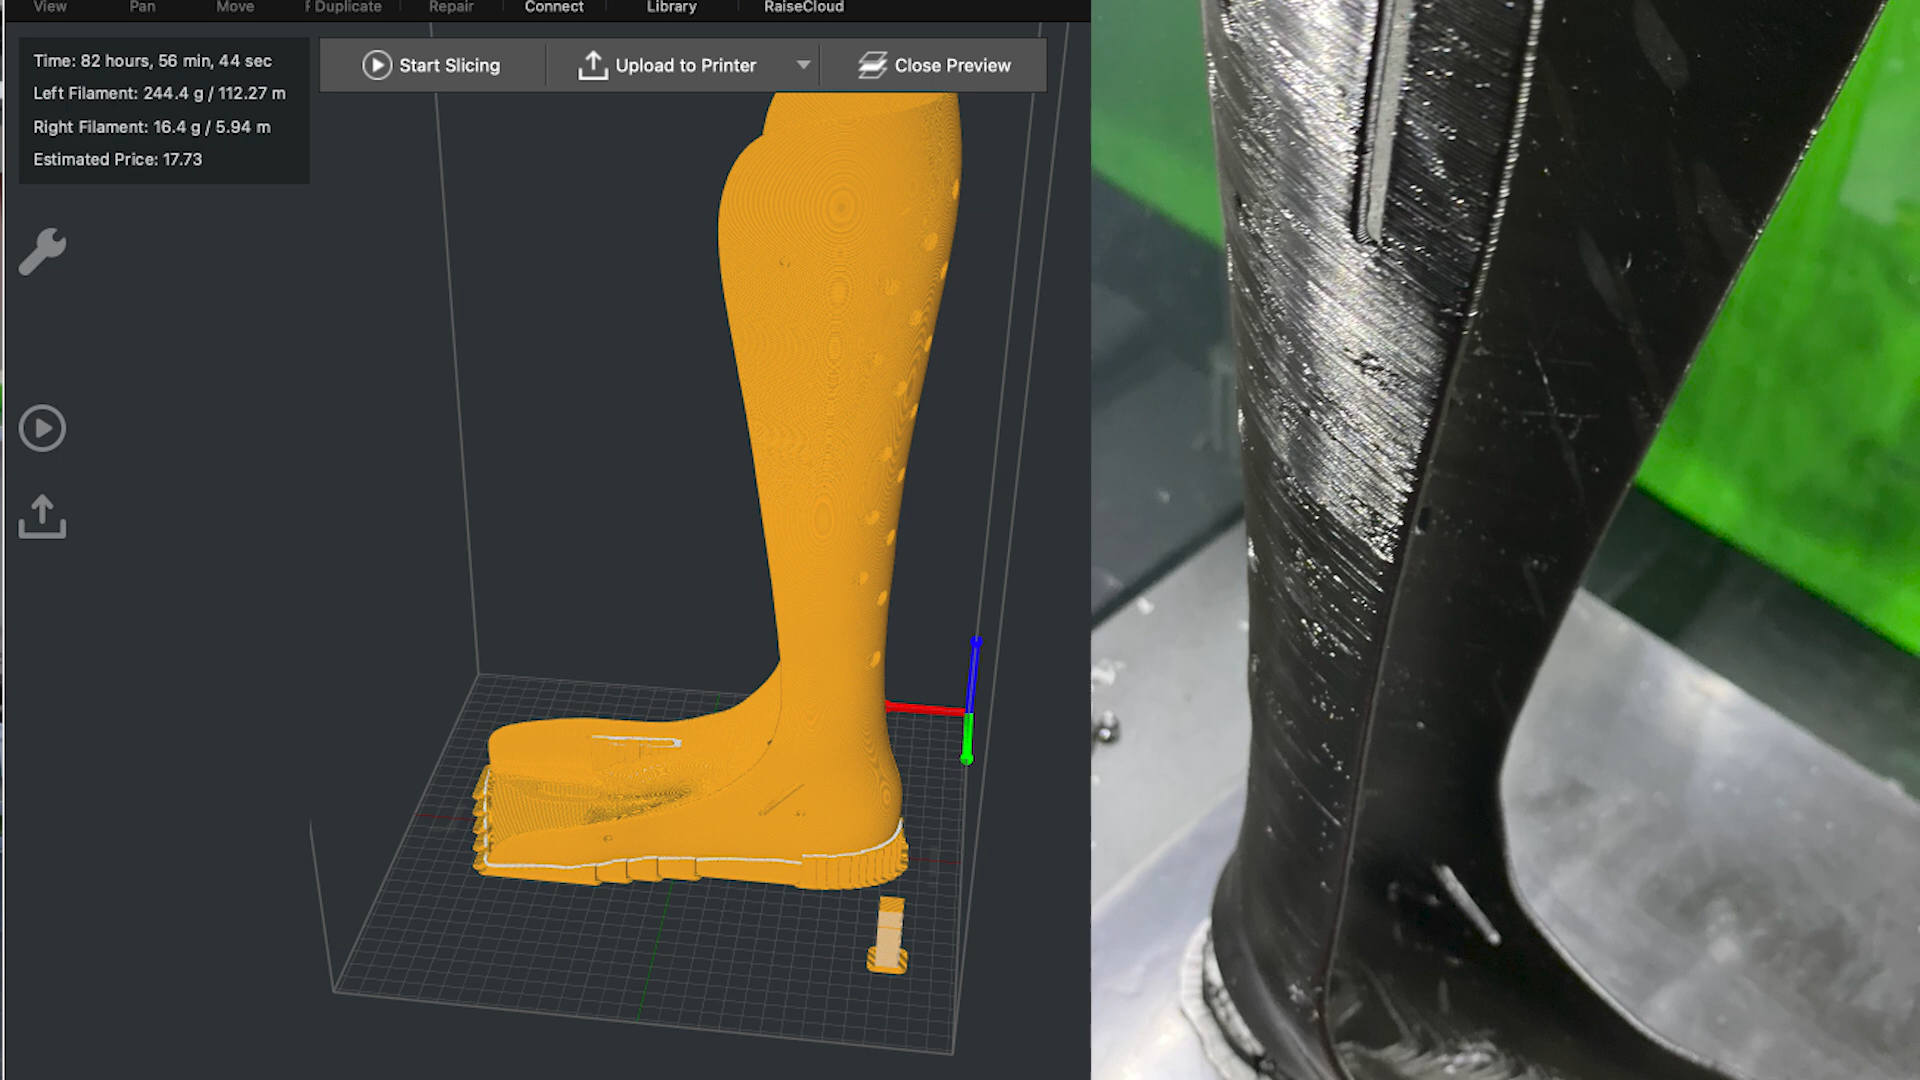 View Pan Move Duplicate Repair Connect Library RaiseCloud
Time: 82 hours, 56 min, 44 sec
Left Filament: 244.4 g / 112.27 m
Right Filament: 16.4 g / 5.94 m
Estimated Price: 17.73
Start Slicing
Upload to Printer
Close Preview